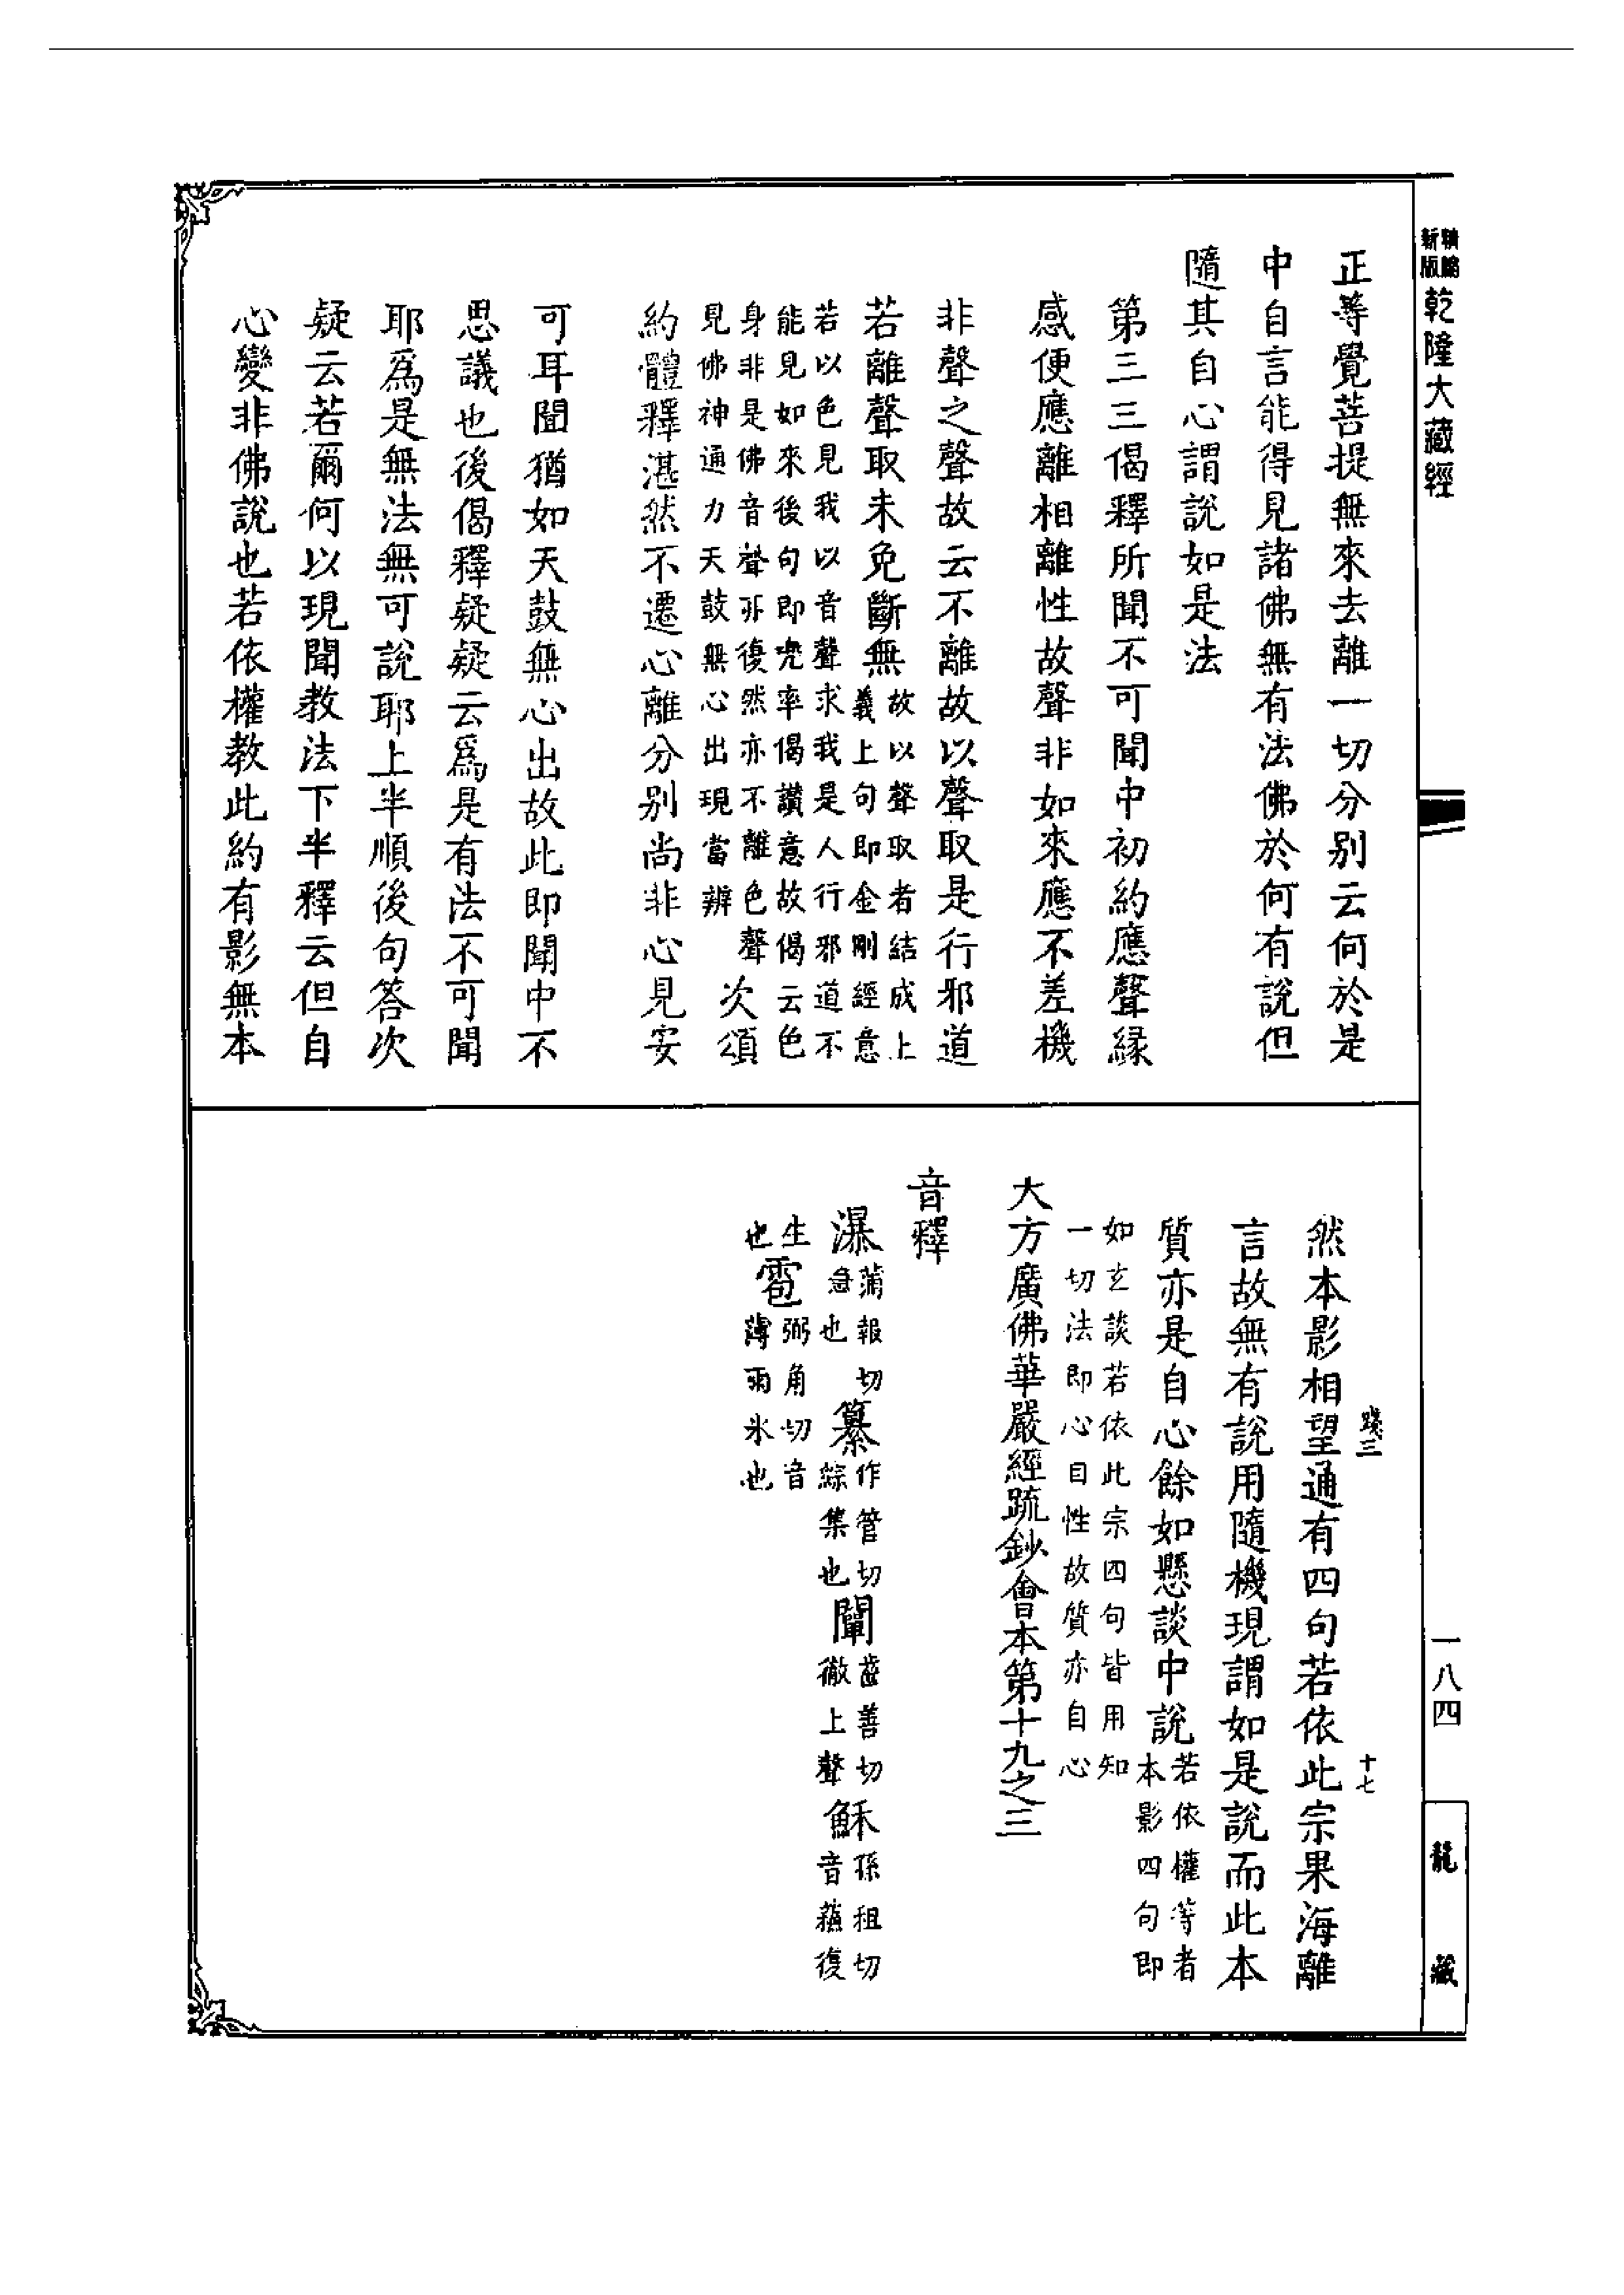 新版 精編 乾隆大藏經
正等覺菩提無來去離一切分別云何於是
中自言能得見諸佛無有法佛於何有說但
隨其自心謂說如是法
第三三偈釋所聞不可聞中初約應聲緣
感便應離相離性故聲非如來應不差機
非聲之聲故云不離故以聲取是行邪道
若離聲取未免斷無
故以聲取者結成上
義上句即金剛經意
若以色見我以音聲求我是人行邪道不
能見如來後句即兜率偈讚意故偈云色
身非是佛音聲亦復然亦不離色聲
見佛神通力天鼓無心出現當辨
次頌
約體釋湛然不遷心離分別尚非心見安
可耳聞猶如天鼓無心出故此即聞中不
思議也後偈釋疑疑云為是有法不可聞
耶為是無法無可說耶上半順後句答次
疑云若爾何以現聞教法下半釋云但自
心變非佛說也若依權教此約有影無本
踐三
十七
然本影相望通有四句若依此宗果海離
言故無有說用隨機現謂如是說而此本
質亦是自心餘如懸談中說
若依權等者
本影四句即
如玄談若依此宗四句皆用知
一切法即心自性故質亦自心
大方廣佛華嚴經疏鈔會本第十九之三
音釋
瀑 蒲報切
急也
纂 作管切
綜集也
闡 齒善切
徹上聲
穌 孫租切
音蘇復
生
也
雹 弼角切音
薄雨氷也
一八四
龍藏